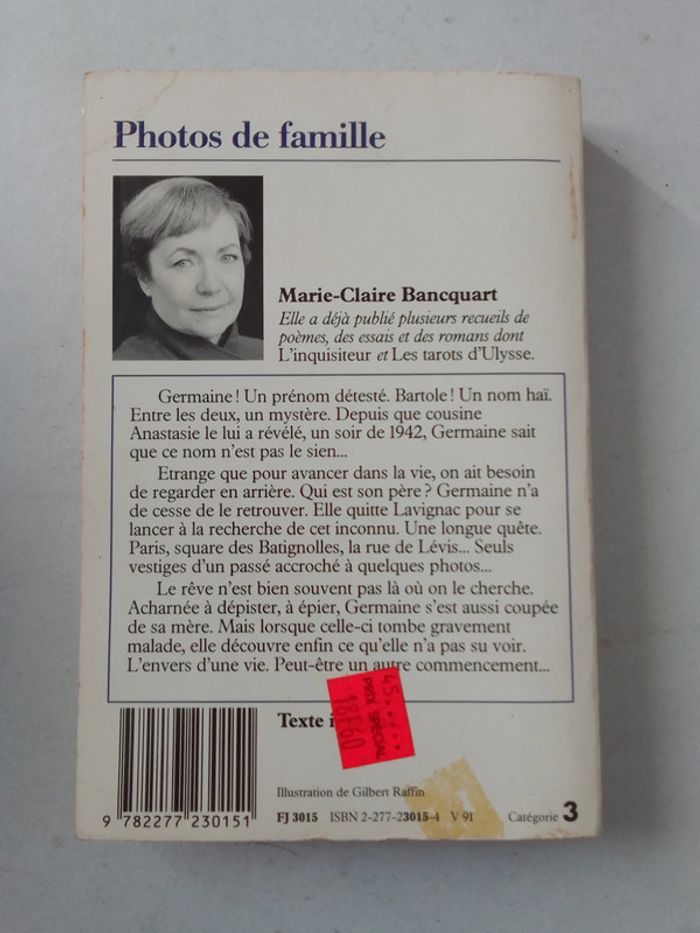 Photos de famille
Marie-Claire Bancquart
Elle a déjà publié plusieurs recueils de
poèmes, des essais et des romans dont
L'inquisiteur et Les tarots d'Ulysse.
Germaine ! Un prénom détesté. Bartole ! Un nom haï.
Entre les deux, un mystère. Depuis que cousine
Anastasie le lui a révélé, un soir de 1942, Germaine sait
que ce nom n'est pas le sien...
Etrange que pour avancer dans la vie, on ait besoin
de regarder en arrière. Qui est son père ? Germaine n'a
de cesse de le retrouver. Elle quitte Lavignac pour se
lancer à la recherche de cet inconnu. Une longue quête.
Paris, square des Batignolles, la rue de Lévis... Seuls
vestiges d'un passé accroché à quelques photos...
Le rêve n'est bien souvent pas là où on le cherche.
Acharnée à dépister, à épier, Germaine s'est aussi coupée
de sa mère. Mais lorsque celle-ci tombe gravement
malade, elle découvre enfin ce qu'elle n'a pas su voir.
L'envers d'une vie. Peut-être un autre commencement...
45......
PRIX SPECIAL
18F60
Texte
Illustration de Gilbert Raffin
FJ 3015 ISBN 2-277-23015-4 V 91 Catégorie 3
9 782277 230151